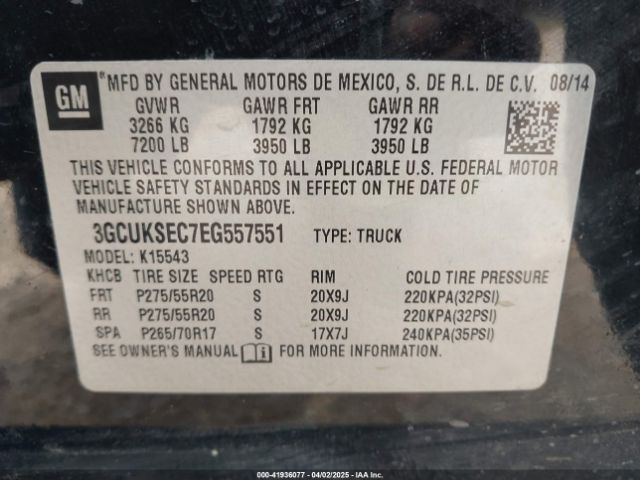 GM
®MFD BY GENERAL MOTORS DE MEXICO, S. DE R.L. DE C.V. 08/14
GVWR GAWR FRT GAWR RR
3266 KG 1792 KG 1792 KG
7200 LB 3950 LB 3950 LB
THIS VEHICLE CONFORMS TO ALL APPLICABLE U.S. FEDERAL MOTOR
VEHICLE SAFETY STANDARDS IN EFFECT ON THE DATE OF
MANUFACTURE SHOWN ABOVE.
3GCUKSEC7EG557551 TYPE: TRUCK
MODEL: K15543
KHCB TIRE SIZE SPEED RTG RIM COLD TIRE PRESSURE
FRT P275/55R20 S 20X9J 220KPA(32PSI)
RR P275/55R20 S 20X9J 220KPA(32PSI)
SPA P265/70R17 S 17X7J 240KPA(35PSI)
SEE OWNER'S MANUAL FOR MORE INFORMATION.
000-41936077 - 04/02/2025 - IAA Inc.